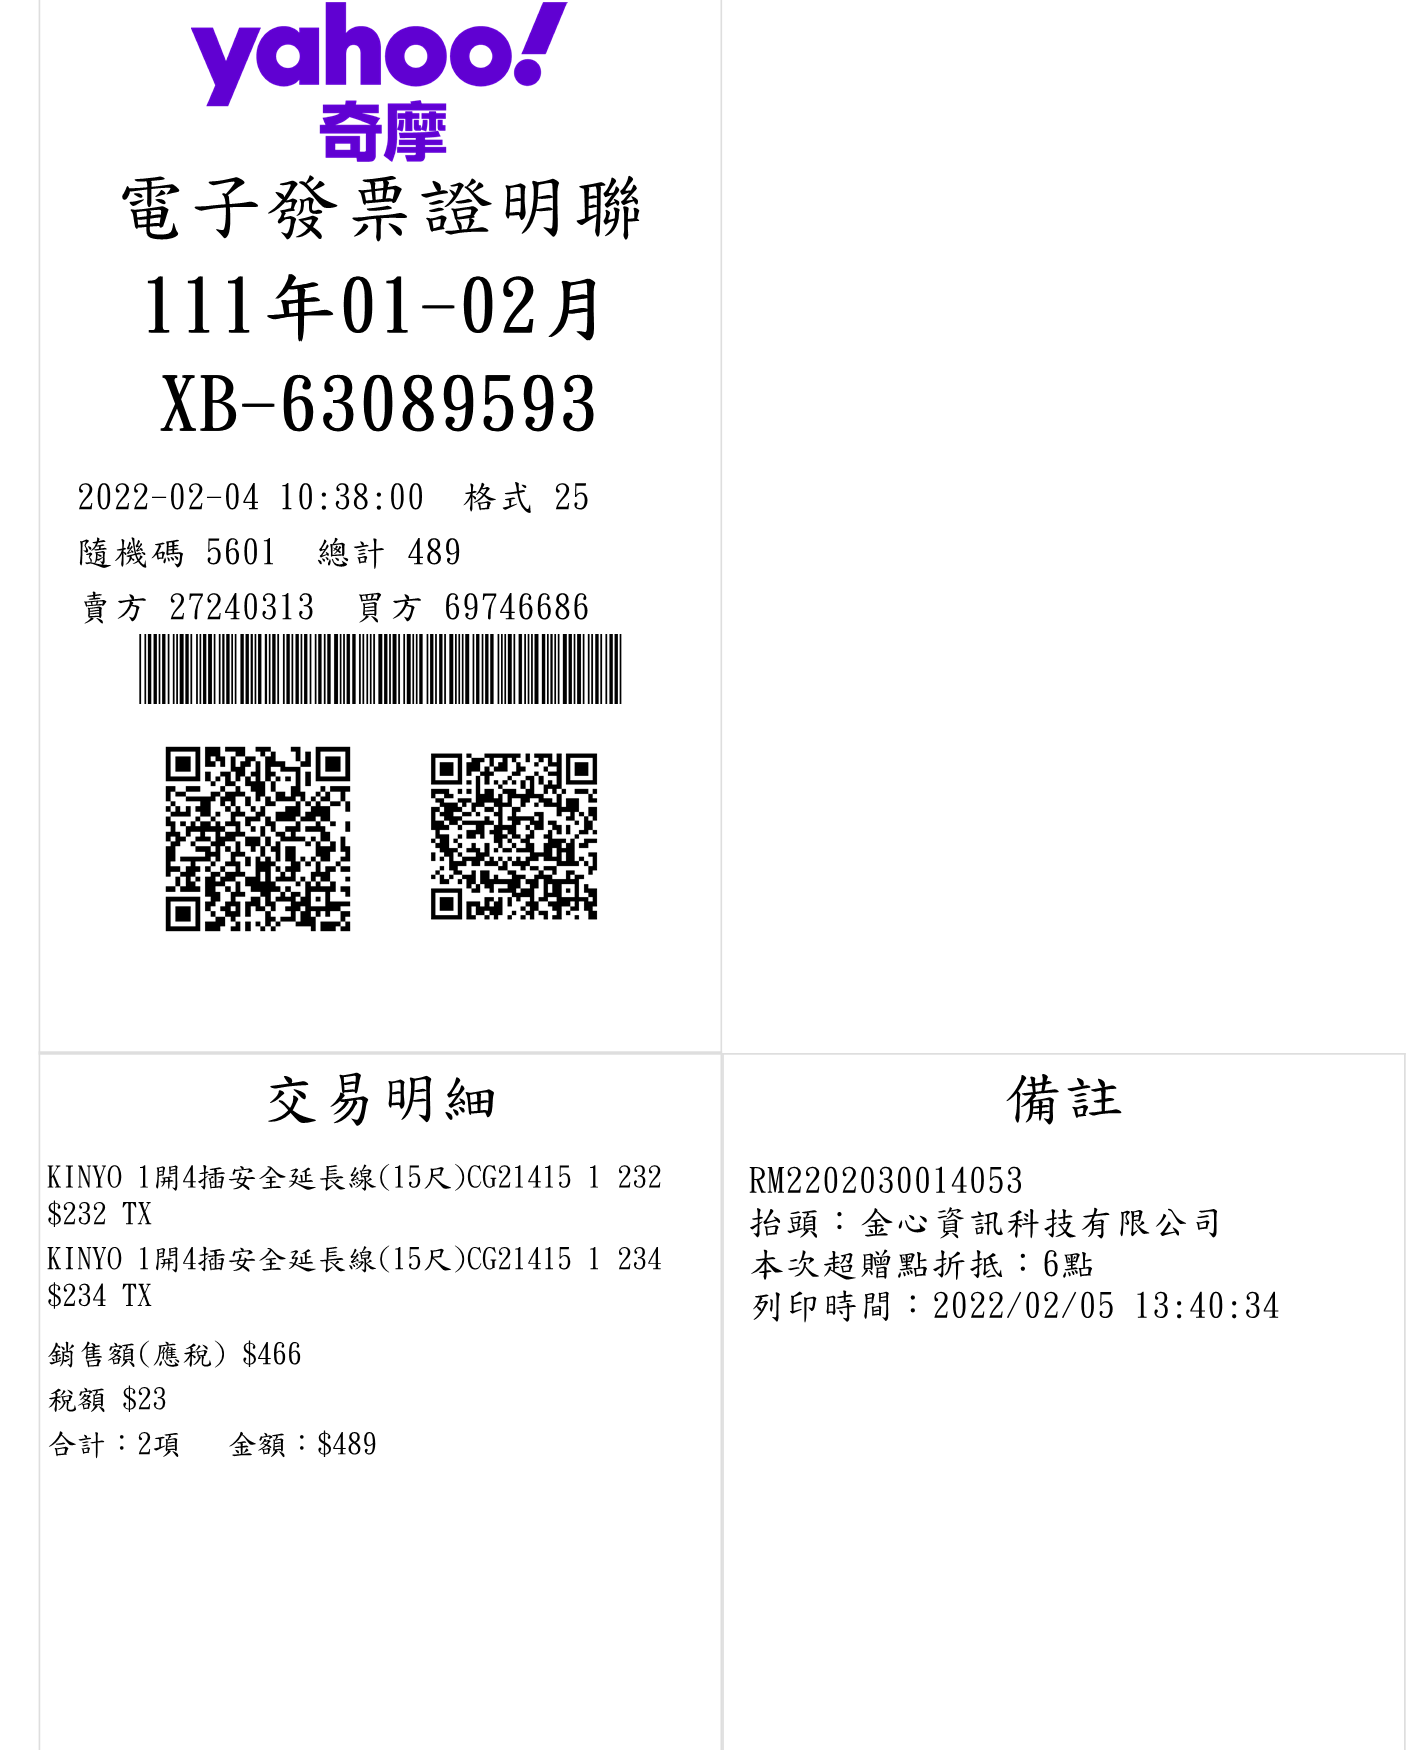 yahoo!
奇摩
電子發票證明聯
111年01-02月
XB-63089593
2022-02-04 10:38:00 格式 25
隨機碼 5601 總計 489
賣方 27240313 買方 69746686
交易明細
KINYO 1開4插安全延長線(15尺)CG21415 1 232
$232 TX
KINYO 1開4插安全延長線(15尺)CG21415 1 234
$234 TX
銷售額(應稅) $466
稅額 $23
合計：2項 金額：$489
備註
RM2202030014053
抬頭：金心資訊科技有限公司
本次超贈點折抵：6點
列印時間：2022/02/05 13:40:34